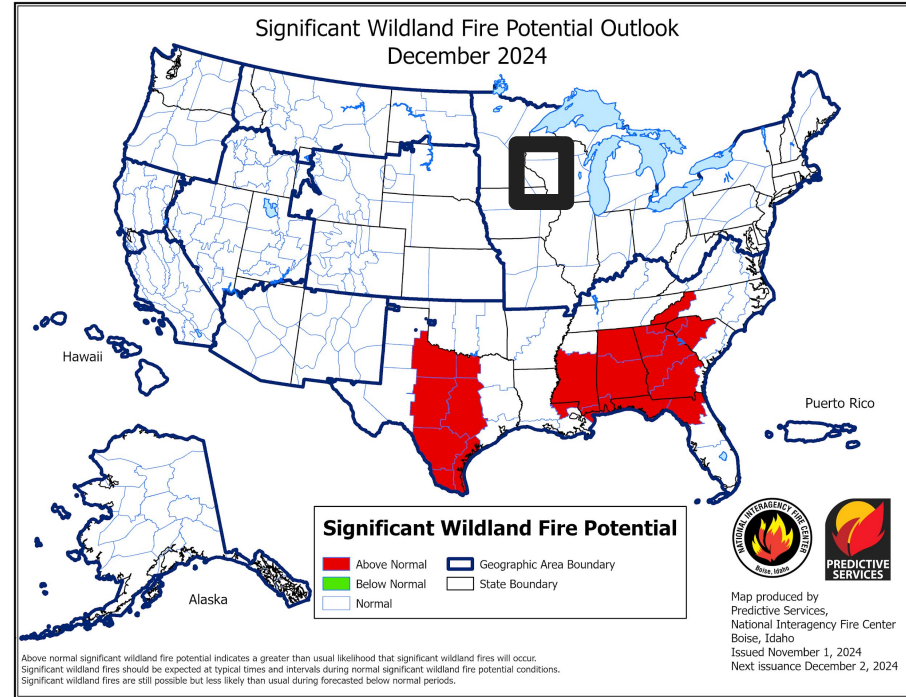 Significant Wildland Fire Potential Outlook
December 2024
Hawaii
Puerto Rico
Alaska
Significant Wildland Fire Potential
Above Normal
Below Normal
Normal
Geographic Area Boundary
State Boundary
NATIONAL INTERAGENCY FIRE CENTER
Boise, Idaho
PREDICTIVE
SERVICES
Map produced by
Predictive Services,
National Interagency Fire Center
Boise, Idaho
Issued November 1, 2024
Next issuance December 2, 2024
Above normal significant wildland fire potential indicates a greater than usual likelihood that significant wildland fires will occur.
Significant wildland fires should be expected at typical times and intervals during normal significant wildland fire potential conditions.
Significant wildland fires are still possible but less likely than usual during forecasted below normal periods.